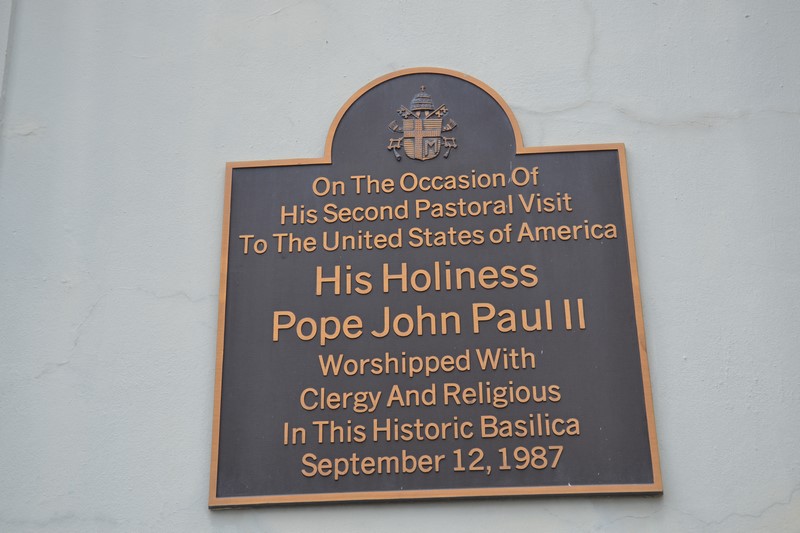 On The Occasion Of
His Second Pastoral Visit
To The United States of America
His Holiness
Pope John Paul II
Worshipped With
Clergy And Religious
In This Historic Basilica
September 12, 1987